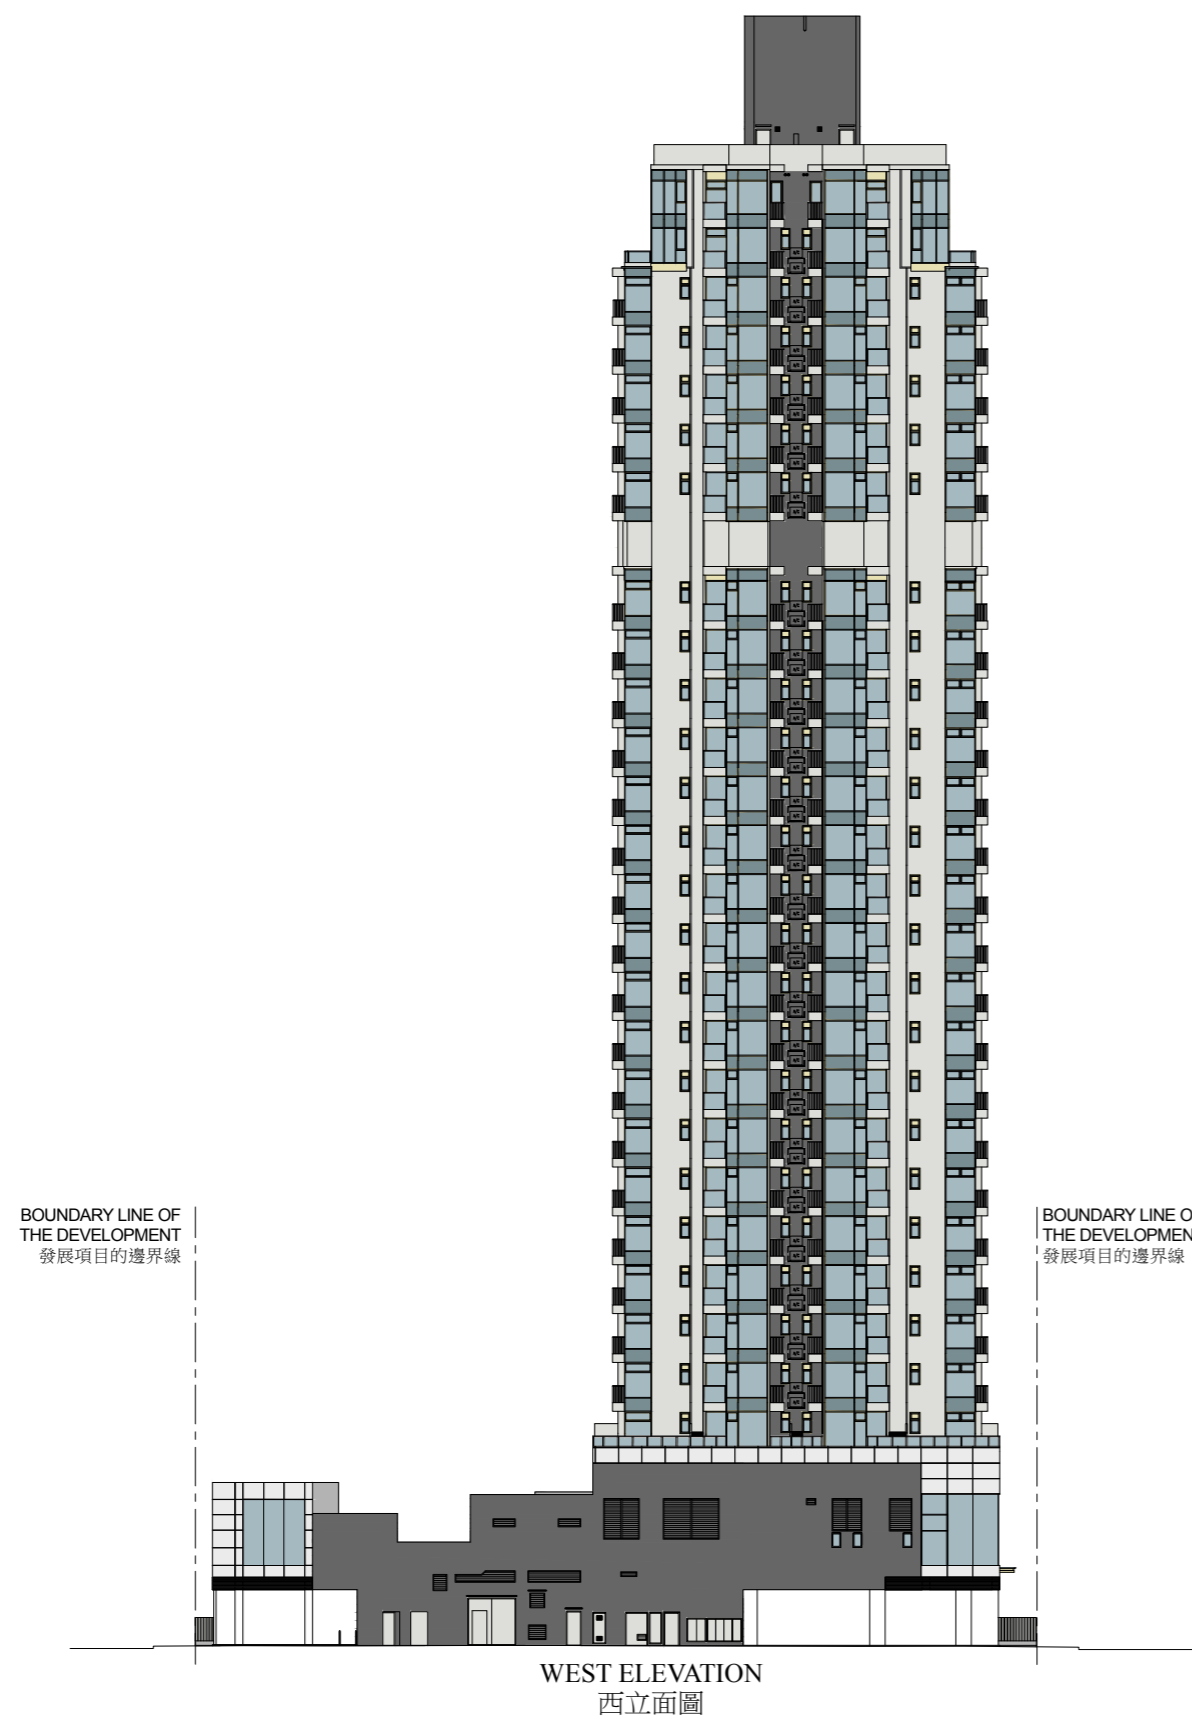 BOUNDARY LINE OF
THE DEVELOPMENT
發展項目的邊界線
BOUNDARY LINE O
THE DEVELOPMEN
發展項目的邊界線
WEST ELEVATION
西立面圖